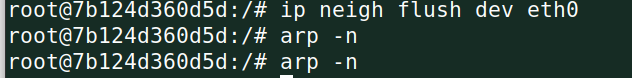 root@7b124d360d5d:/# ip neigh flush dev eth0
root@7b124d360d5d:/# arp -n
root@7b124d360d5d:/# arp -n